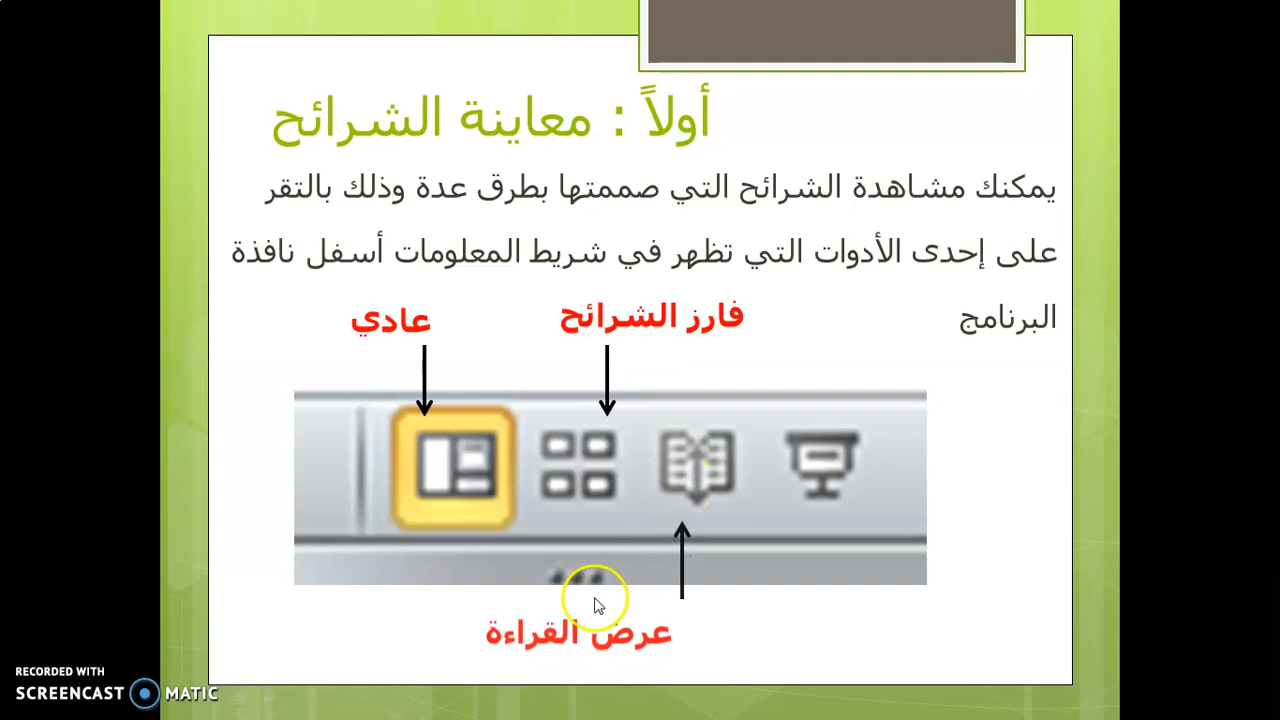 أولاً : معاينة الشرائح
يمكنك مشاهدة الشرائح التي صممتها بطرق عدة وذلك بالتقر
على إحدى الأدوات التي تظهر في شريط المعلومات أسفل نافذة
البرنامج
فارز الشرائح
عادي
عرض القراءة
RECORDED WITH
SCREENCAST MATIC